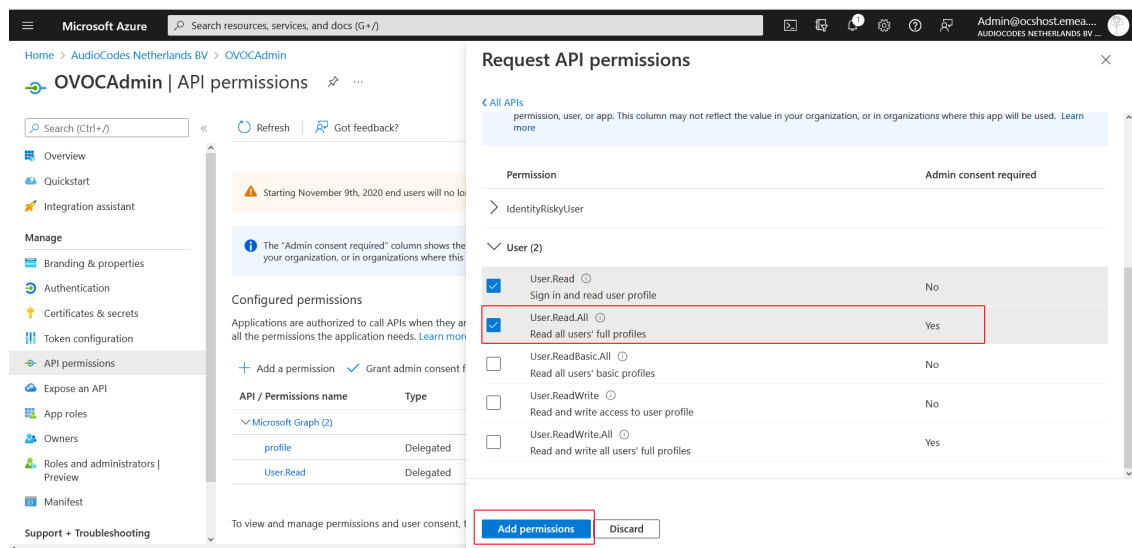 Microsoft Azure
Search resources, services, and docs (G+/)
1
Admin@ocshost.emea....
AUDIOCODES NETHERLANDS BV ...
Home > AudioCodes Netherlands BV > OVOCAdmin
OVOCAdmin | API permissions
...
Search (Ctrl+/)
«
Overview
Quickstart
Integration assistant
Manage
Branding & properties
Authentication
Certificates & secrets
Token configuration
API permissions
Expose an API
App roles
Owners
Roles and administrators |
Preview
Manifest
Support + Troubleshooting
Refresh
Got feedback?
Starting November 9th, 2020 end users will no lo
The "Admin consent required" column shows the
your organization, or in organizations where this
Configured permissions
Applications are authorized to call APIs when they ar
all the permissions the application needs. Learn more
Add a permission
Grant admin consent f
API / Permissions name Type
Microsoft Graph (2)
profile Delegated
User.Read Delegated
To view and manage permissions and user consent, t
Request API permissions
All APIs
permission, user, or app. This column may not reflect the value in your organization, or in organizations where this app will be used. Learn
more
Permission Admin consent required
IdentityRiskyUser
User (2)
User.Read
Sign in and read user profile
No
User.Read.All
Read all users' full profiles
Yes
User.ReadBasic.All
Read all users' basic profiles
No
User.ReadWrite
Read and write access to user profile
No
User.ReadWrite.All
Read and write all users' full profiles
Yes
Add permissions
Discard